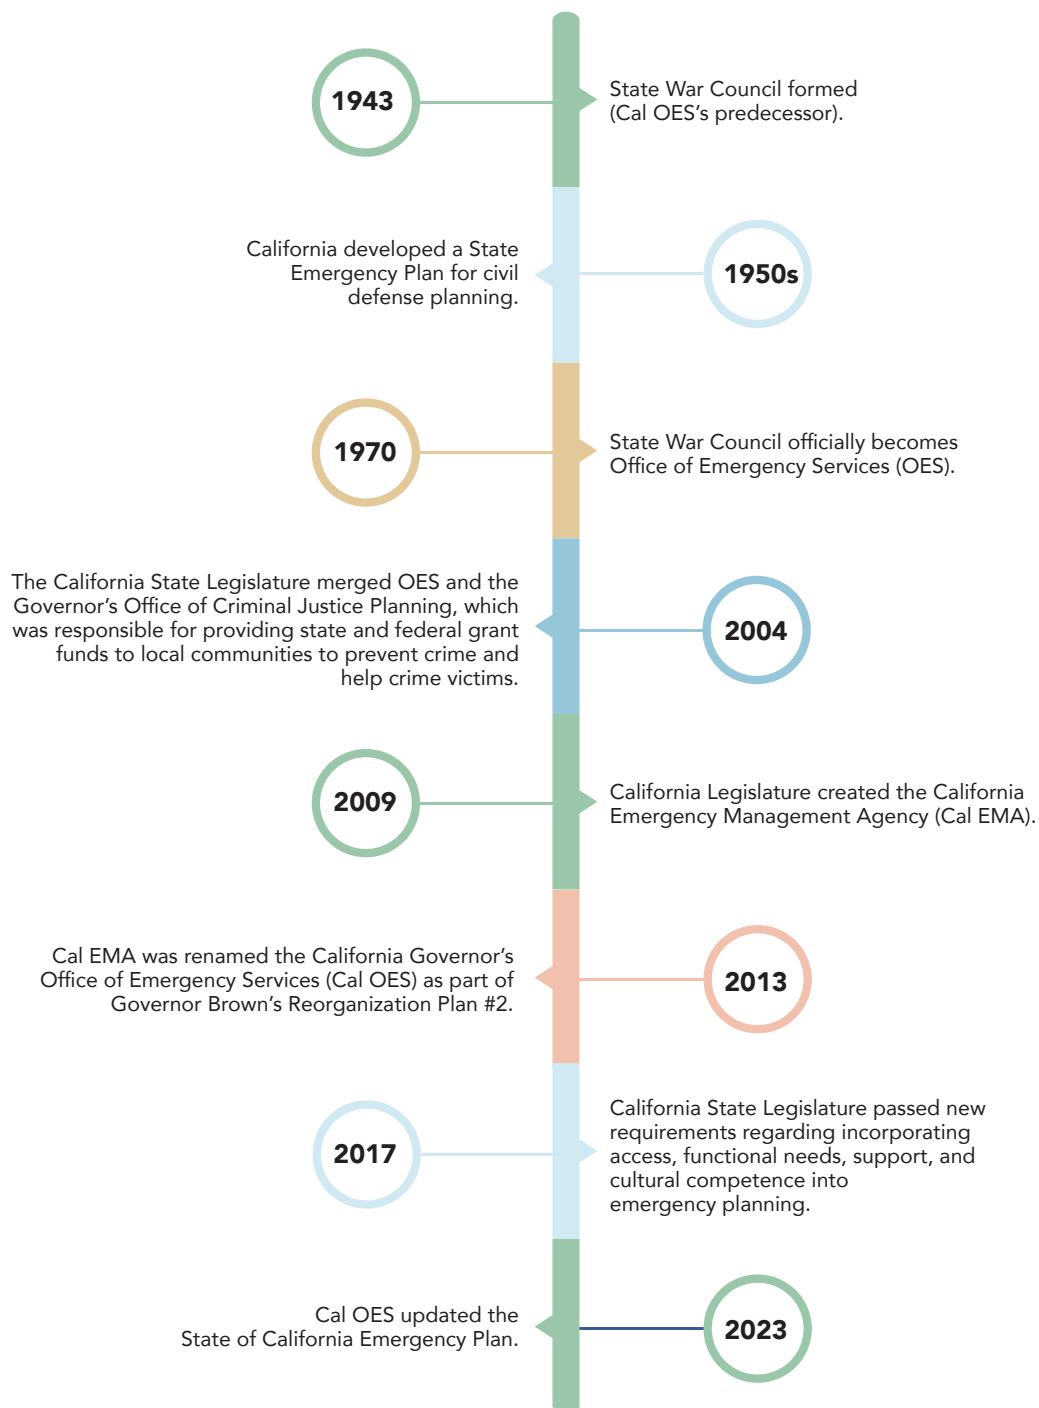 1943
State War Council formed
(Cal OES’s predecessor).
1950s
California developed a State
Emergency Plan for civil
defense planning.
1970
State War Council officially becomes
Office of Emergency Services (OES).
2004
The California State Legislature merged OES and the
Governor’s Office of Criminal Justice Planning, which
was responsible for providing state and federal grant
funds to local communities to prevent crime and
help crime victims.
2009
California Legislature created the California
Emergency Management Agency (Cal EMA).
2013
Cal EMA was renamed the California Governor’s
Office of Emergency Services (Cal OES) as part of
Governor Brown’s Reorganization Plan #2.
2017
California State Legislature passed new
requirements regarding incorporating
access, functional needs, support, and
cultural competence into
emergency planning.
2023
Cal OES updated the
State of California Emergency Plan.